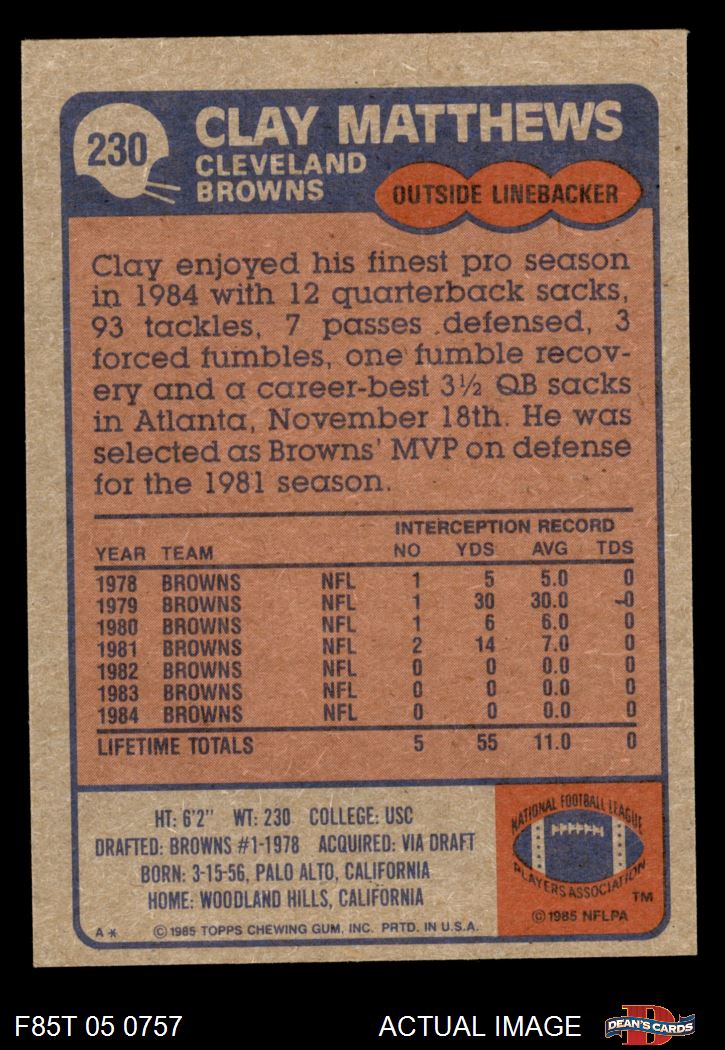 230
CLAY MATTHEWS
CLEVELAND
BROWNS
OUTSIDE LINEBACKER
Clay enjoyed his finest pro season
in 1984 with 12 quarterback sacks,
93 tackles, 7 passes defensed, 3
forced fumbles, one fumble recov-
ery and a career-best 3½ QB sacks
in Atlanta, November 18th. He was
selected as Browns' MVP on defense
for the 1981 season.
INTERCEPTION RECORD
YEAR TEAM NO YDS AVG TDS
1978 BROWNS NFL 1 5 5.0 0
1979 BROWNS NFL 1 30 30.0 0
1980 BROWNS NFL 1 6 6.0 0
1981 BROWNS NFL 2 14 7.0 0
1982 BROWNS NFL 0 0 0.0 0
1983 BROWNS NFL 0 0 0.0 0
1984 BROWNS NFL 0 0 0.0 0
LIFETIME TOTALS 5 55 11.0 0
HT: 6'2" WT: 230 COLLEGE: USC
DRAFTED: BROWNS #1-1978 ACQUIRED: VIA DRAFT
BORN: 3-15-56, PALO ALTO, CALIFORNIA
HOME: WOODLAND HILLS, CALIFORNIA
A* © 1985 TOPPS CHEWING GUM, INC. PRTD. IN U.S.A.
NATIONAL FOOTBALL LEAGUE
PLAYERS ASSOCIATION
TM
© 1985 NFLPA
F85T 05 0757
ACTUAL IMAGE
D
DEAN'S CARDS